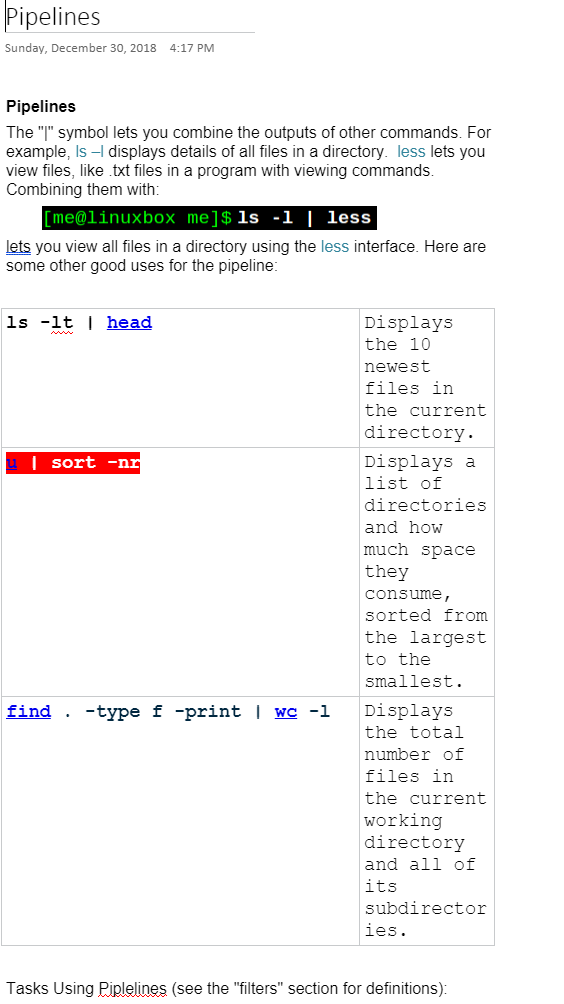 Pipelines
Sunday, December 30, 2018 4:17 PM
Pipelines
The "|" symbol lets you combine the outputs of other commands. For
example, ls –l displays details of all files in a directory. less lets you
view files, like .txt files in a program with viewing commands.
Combining them with:
[me@linuxbox me]$ ls -l | less
lets you view all files in a directory using the less interface. Here are
some other good uses for the pipeline:
ls -lt | head
Displays
the 10
newest
files in
the current
directory.
u | sort -nr
Displays a
list of
directories
and how
much space
they
consume,
sorted from
the largest
to the
smallest.
find . -type f -print | wc -l
Displays
the total
number of
files in
the current
working
directory
and all of
its
subdirector
ies.
Tasks Using Piplelines (see the "filters" section for definitions):